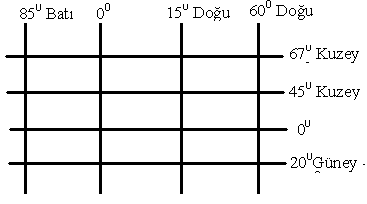 85⁰ Batı 0⁰ 15⁰ Doğu 60⁰ Doğu
67⁰ Kuzey
45⁰ Kuzey
0⁰
20⁰Güney